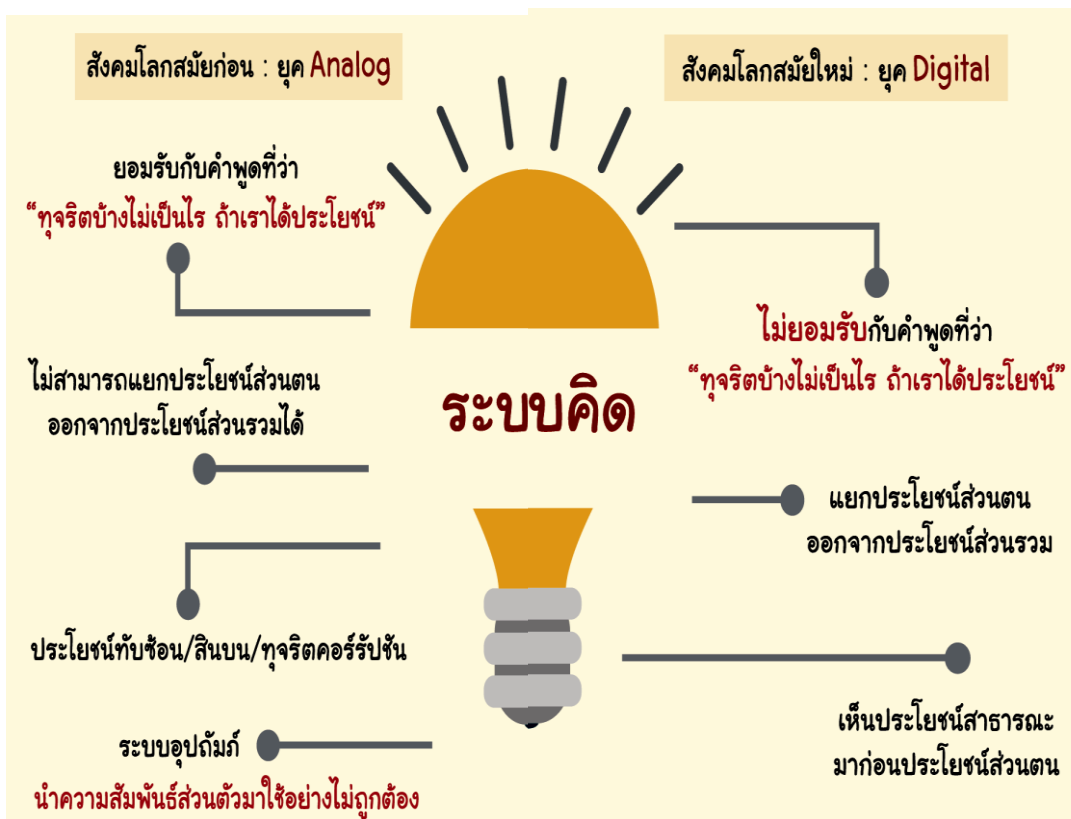 สังคมโลกสมัยก่อน : ยุค Analog
ยอมรับกับคำพูดที่ว่า
“ทุจริตบ้างไม่เป็นไร ถ้าเราได้ประโยชน์”
ไม่สามารถแยกประโยชน์ส่วนตน
ออกจากประโยชน์ส่วนรวมได้
ประโยชน์ทับซ้อน/สินบน/ทุจริตคอร์รัปชัน
ระบบอุปถัมภ์
นำความสัมพันธ์ส่วนตัวมาใช้อย่างไม่ถูกต้อง
ระบบคิด
สังคมโลกสมัยใหม่ : ยุค Digital
ไม่ยอมรับกับคำพูดที่ว่า
“ทุจริตบ้างไม่เป็นไร ถ้าเราได้ประโยชน์”
แยกประโยชน์ส่วนตน
ออกจากประโยชน์ส่วนรวม
เห็นประโยชน์สาธารณะ
มาก่อนประโยชน์ส่วนตน